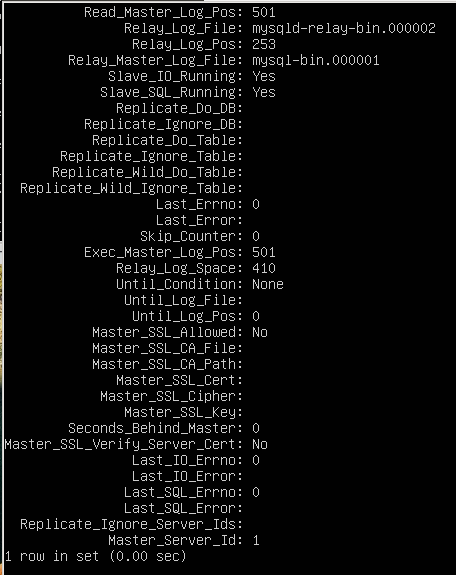 Read_Master_Log_Pos: 501
Relay_Log_File: mysqld-relay-bin.000002
Relay_Log_Pos: 253
Relay_Master_Log_File: mysql-bin.000001
Slave_IO_Running: Yes
Slave_SQL_Running: Yes
Replicate_Do_DB:
Replicate_Ignore_DB:
Replicate_Do_Table:
Replicate_Ignore_Table:
Replicate_Wild_Do_Table:
Replicate_Wild_Ignore_Table:
Last_Errno: 0
Last_Error:
Skip_Counter: 0
Exec_Master_Log_Pos: 501
Relay_Log_Space: 410
Until_Condition: None
Until_Log_File:
Until_Log_Pos: 0
Master_SSL_Allowed: No
Master_SSL_CA_File:
Master_SSL_CA_Path:
Master_SSL_Cert:
Master_SSL_Cipher:
Master_SSL_Key:
Seconds_Behind_Master: 0
Master_SSL_Verify_Server_Cert: No
Last_IO_Errno: 0
Last_IO_Error:
Last_SQL_Errno: 0
Last_SQL_Error:
Replicate_Ignore_Server_Ids:
Master_Server_Id: 1
1 row in set (0.00 sec)